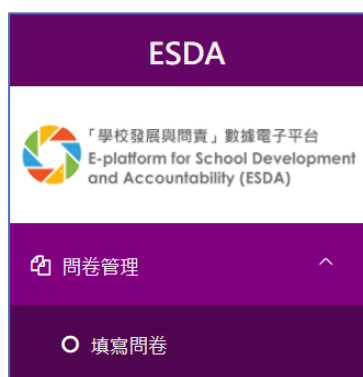 ESDA
「學校發展與問責」數據電子平台
E-platform for School Development
and Accountability (ESDA)
問卷管理
填寫問卷